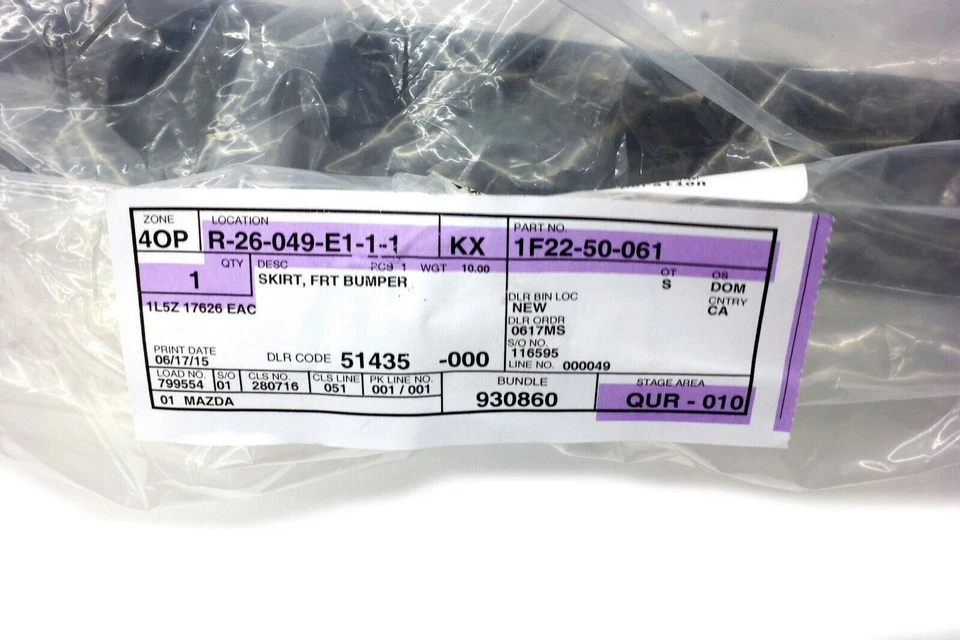 ZONE LOCATION PART NO.
4OP R-26-049-E1-1-1 KX 1F22-50-061
QTY DESC PCS 1 WGT 10.00 OT OS
1 SKIRT, FRT BUMPER S DOM
1L5Z 17626 EAC
DLR BIN LOC CNTRY
NEW CA
DLR ORDR
0617MS
PRINT DATE S/O NO.
06/17/15 DLR CODE 51435 -000 116595
LINE NO. 000049
LOAD NO. S/O CLS NO. CLS LINE PK LINE NO. BUNDLE STAGE AREA
799554 01 280716 051 001 / 001 930860 QUR - 010
01 MAZDA